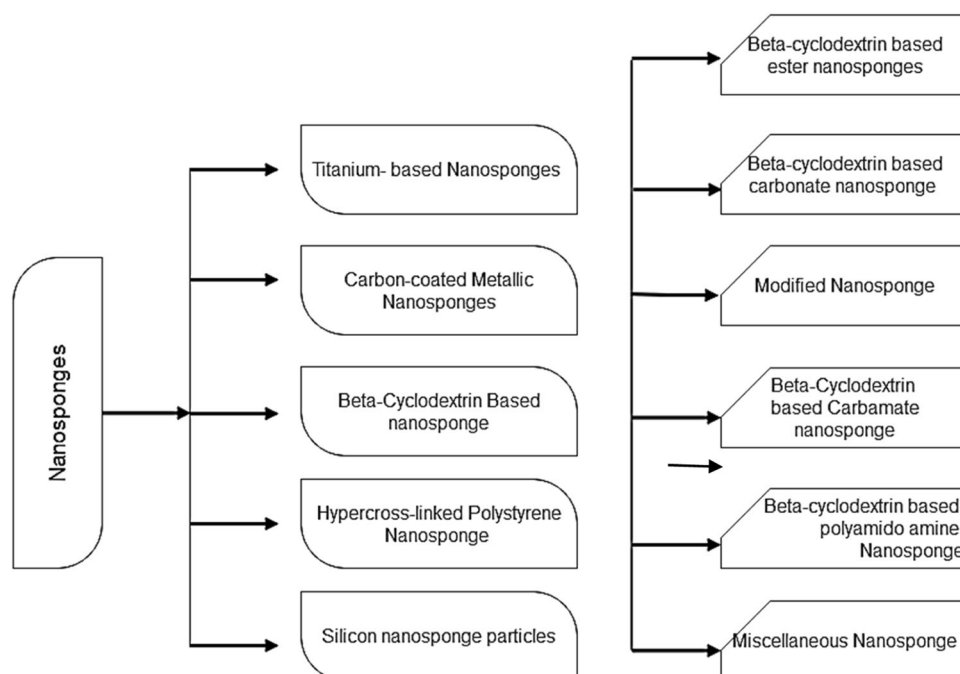 Nanosponges
Titanium- based Nanosponges
Carbon-coated Metallic
Nanosponges
Beta-Cyclodextrin Based
nanosponge
Hypercross-linked Polystyrene
Nanosponge
Silicon nanosponge particles
Beta-cyclodextrin based
ester nanosponges
Beta-cyclodextrin based
carbonate nanosponge
Modified Nanosponge
Beta-Cyclodextrin
based Carbamate
nanosponge
Beta-cyclodextrin based
polyamido amine
Nanosponge
Miscellaneous Nanosponge